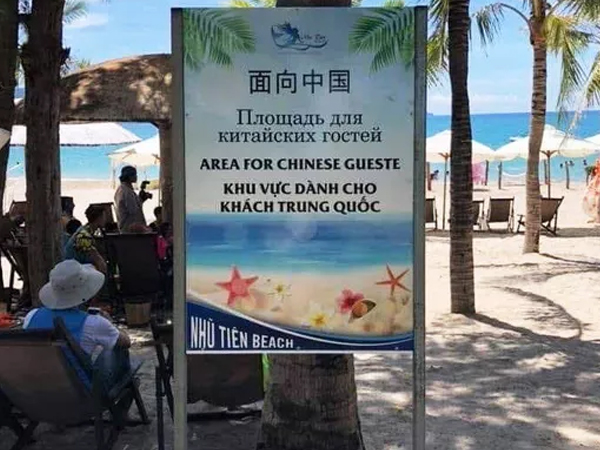 面向中国
Площадь для
китайских гостей
AREA FOR CHINESE GUESTE
KHU VỰC DÀNH CHO
KHÁCH TRUNG QUỐC
NHŨ TIÊN BEACH